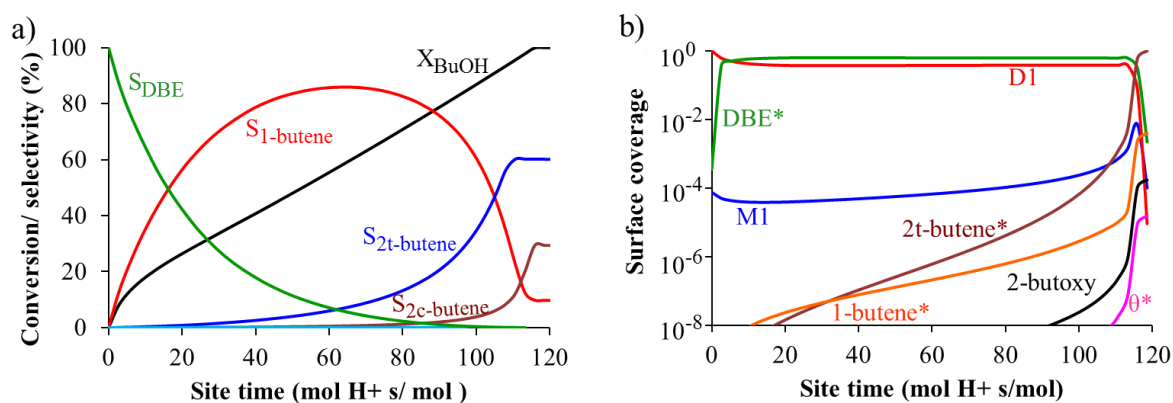 a)
Conversion/ selectivity (%)
100
80
60
40
20
0
S_DBE
X_BuOH
S_1-butene
S_2t-butene
S_2c-butene
0 20 40 60 80 100 120
Site time (mol H+ s/ mol )
b)
Surface coverage
10^0
10^-2
10^-4
10^-6
10^-8
DBE*
D1
M1
2t-butene*
1-butene*
2-butoxy
θ*
0 20 40 60 80 100 120
Site time (mol H+ s/mol)